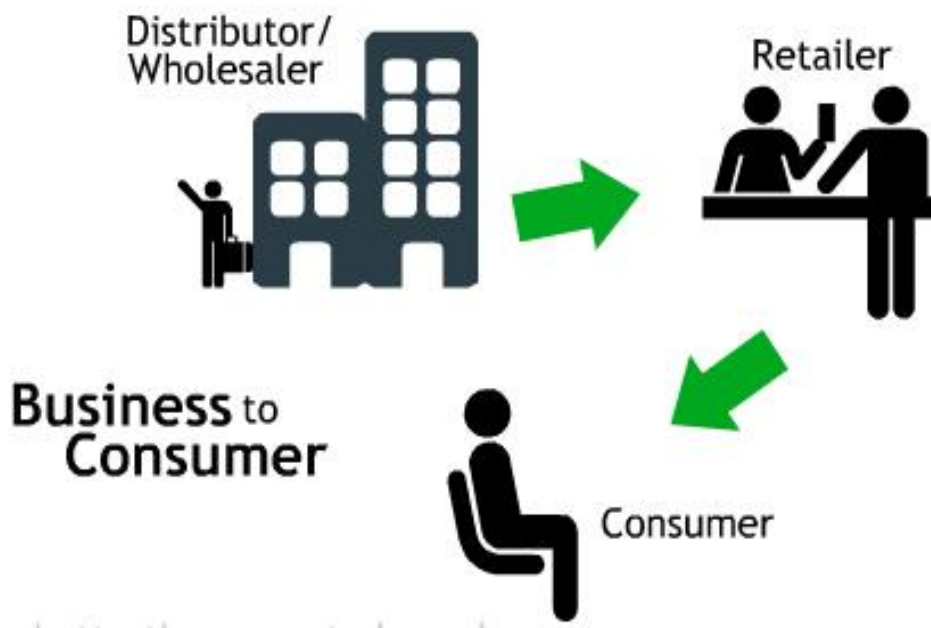 Distributor/
Wholesaler
Retailer
Business to
Consumer
Consumer